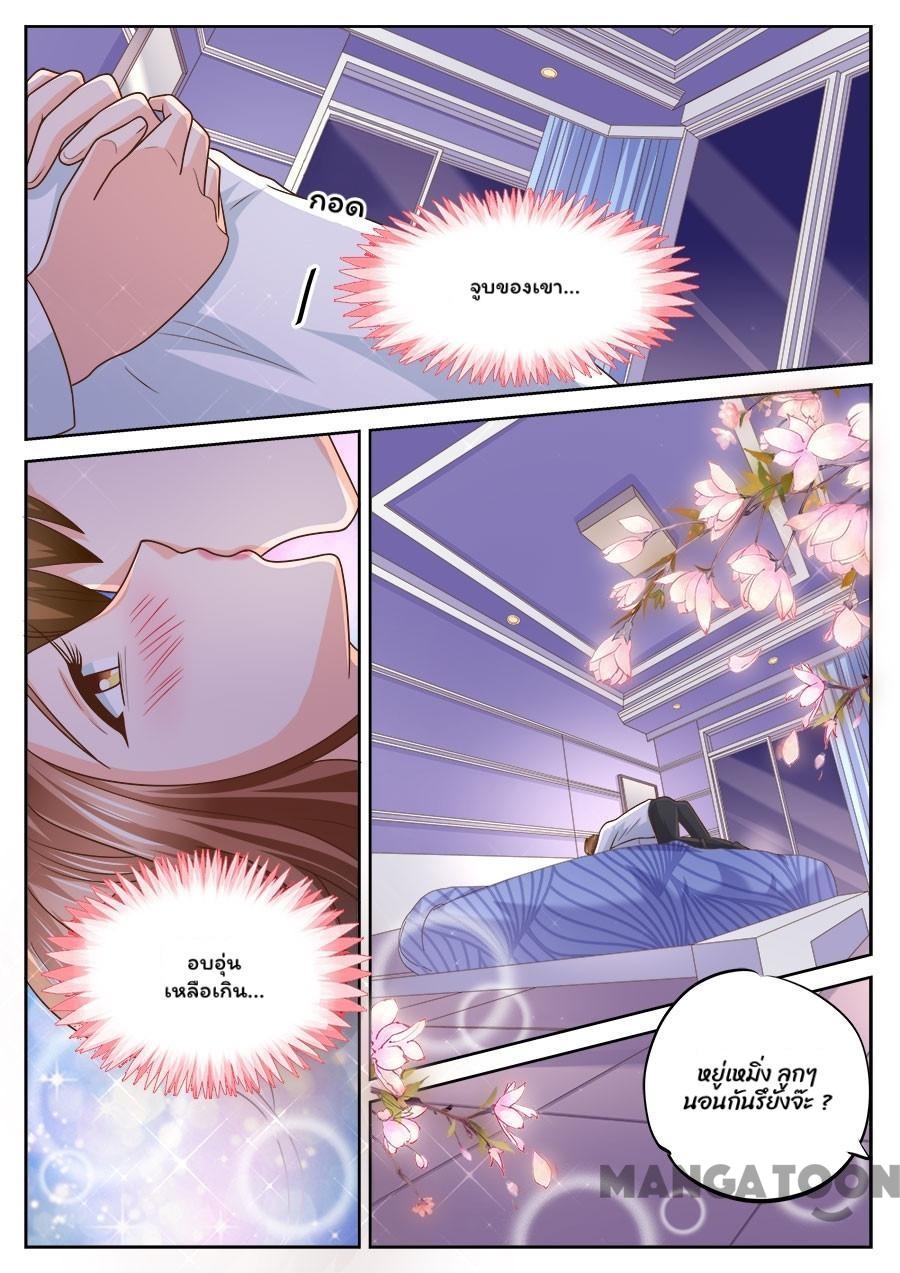 กอด
จูบของเขา...
อบอุ่น
เหลือเกิน...
หยู่เหมิ่ง ลูกๆ
นอนกันรึยังจ๊ะ ?
MANGATOON